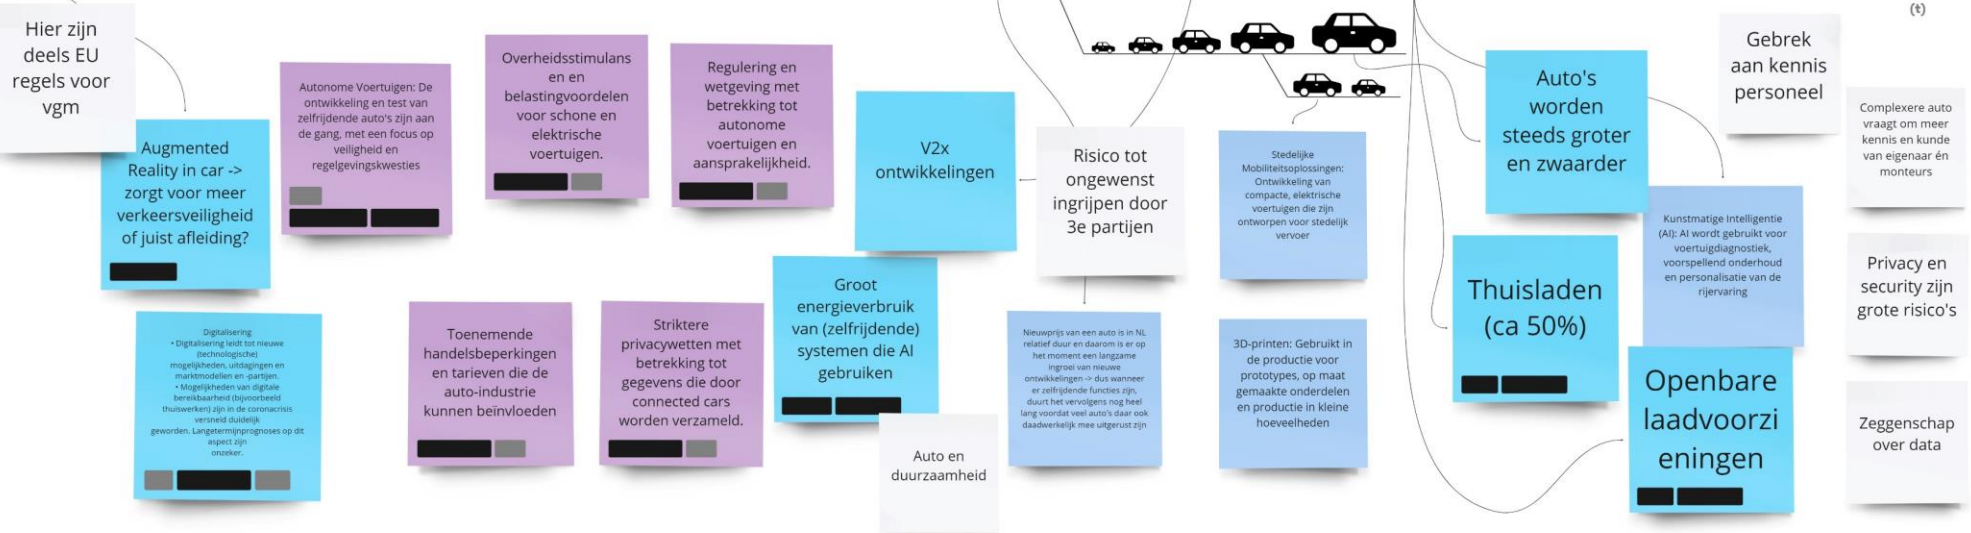 Hier zijn
deels EU
regels voor
vgm
Augmented
Reality in car ->
zorgt voor meer
verkeersveiligheid
of juist afleiding?
Autonome Voertuigen: De
ontwikkeling en test van
zelfrijdende auto's zijn aan
de gang, met een focus op
veiligheid en
regelgevingskwesties
Overheidsstimulans
en en
belastingvoordelen
voor schone en
elektrische
voertuigen.
Regulering en
wetgeving met
betrekking tot
autonome
voertuigen en
aansprakelijkheid.
V2x
ontwikkelingen
Risico tot
ongewenst
ingrijpen door
3e partijen
Stedelijke
Mobiliteitsoplossingen:
Ontwikkeling van
compacte, elektrische
voertuigen die zijn
ontworpen voor stedelijk
vervoer
Auto's
worden
steeds groter
en zwaarder
Gebrek
aan kennis
personeel
(t)
Complexere auto
vraagt om meer
kennis en kunde
van eigenaar én
monteurs
Kunstmatige Intelligentie
(AI): AI wordt gebruikt voor
voertuigdiagnostiek,
voorspellend onderhoud
en personalisatie van de
rijervaring
Privacy en
security zijn
grote risico's
Digitalisering
• Digitalisering leidt tot nieuwe
(technologische)
mogelijkheden, uitdagingen en
marktmodellen en -partijen.
• Mogelijkheden van digitale
bereikbaarheid (bijvoorbeeld
thuiswerken) zijn in de coronacrisis
versneld duidelijk
geworden. Langetermijnprognoses op dit
aspect zijn
onzeker.
Toenemende
handelsbeperkingen
en tarieven die de
auto-industrie
kunnen beïnvloeden
Striktere
privacywetten met
betrekking tot
gegevens die door
connected cars
worden verzameld.
Groot
energieverbruik
van (zelfrijdende)
systemen die AI
gebruiken
Auto en
duurzaamheid
Nieuwprijs van een auto is in NL
relatief duur en daarom is er op
het moment een langzame
ingroei van nieuwe
ontwikkelingen -> dus wanneer
er zelfrijdende functies zijn,
duurt het vervolgens nog heel
lang voordat veel auto's daar ook
daadwerkelijk mee uitgerust zijn
3D-printen: Gebruikt in
de productie voor
prototypes, op maat
gemaakte onderdelen
en productie in kleine
hoeveelheden
Thuisladen
(ca 50%)
Openbare
laadvoorzi
eningen
Zeggenschap
over data